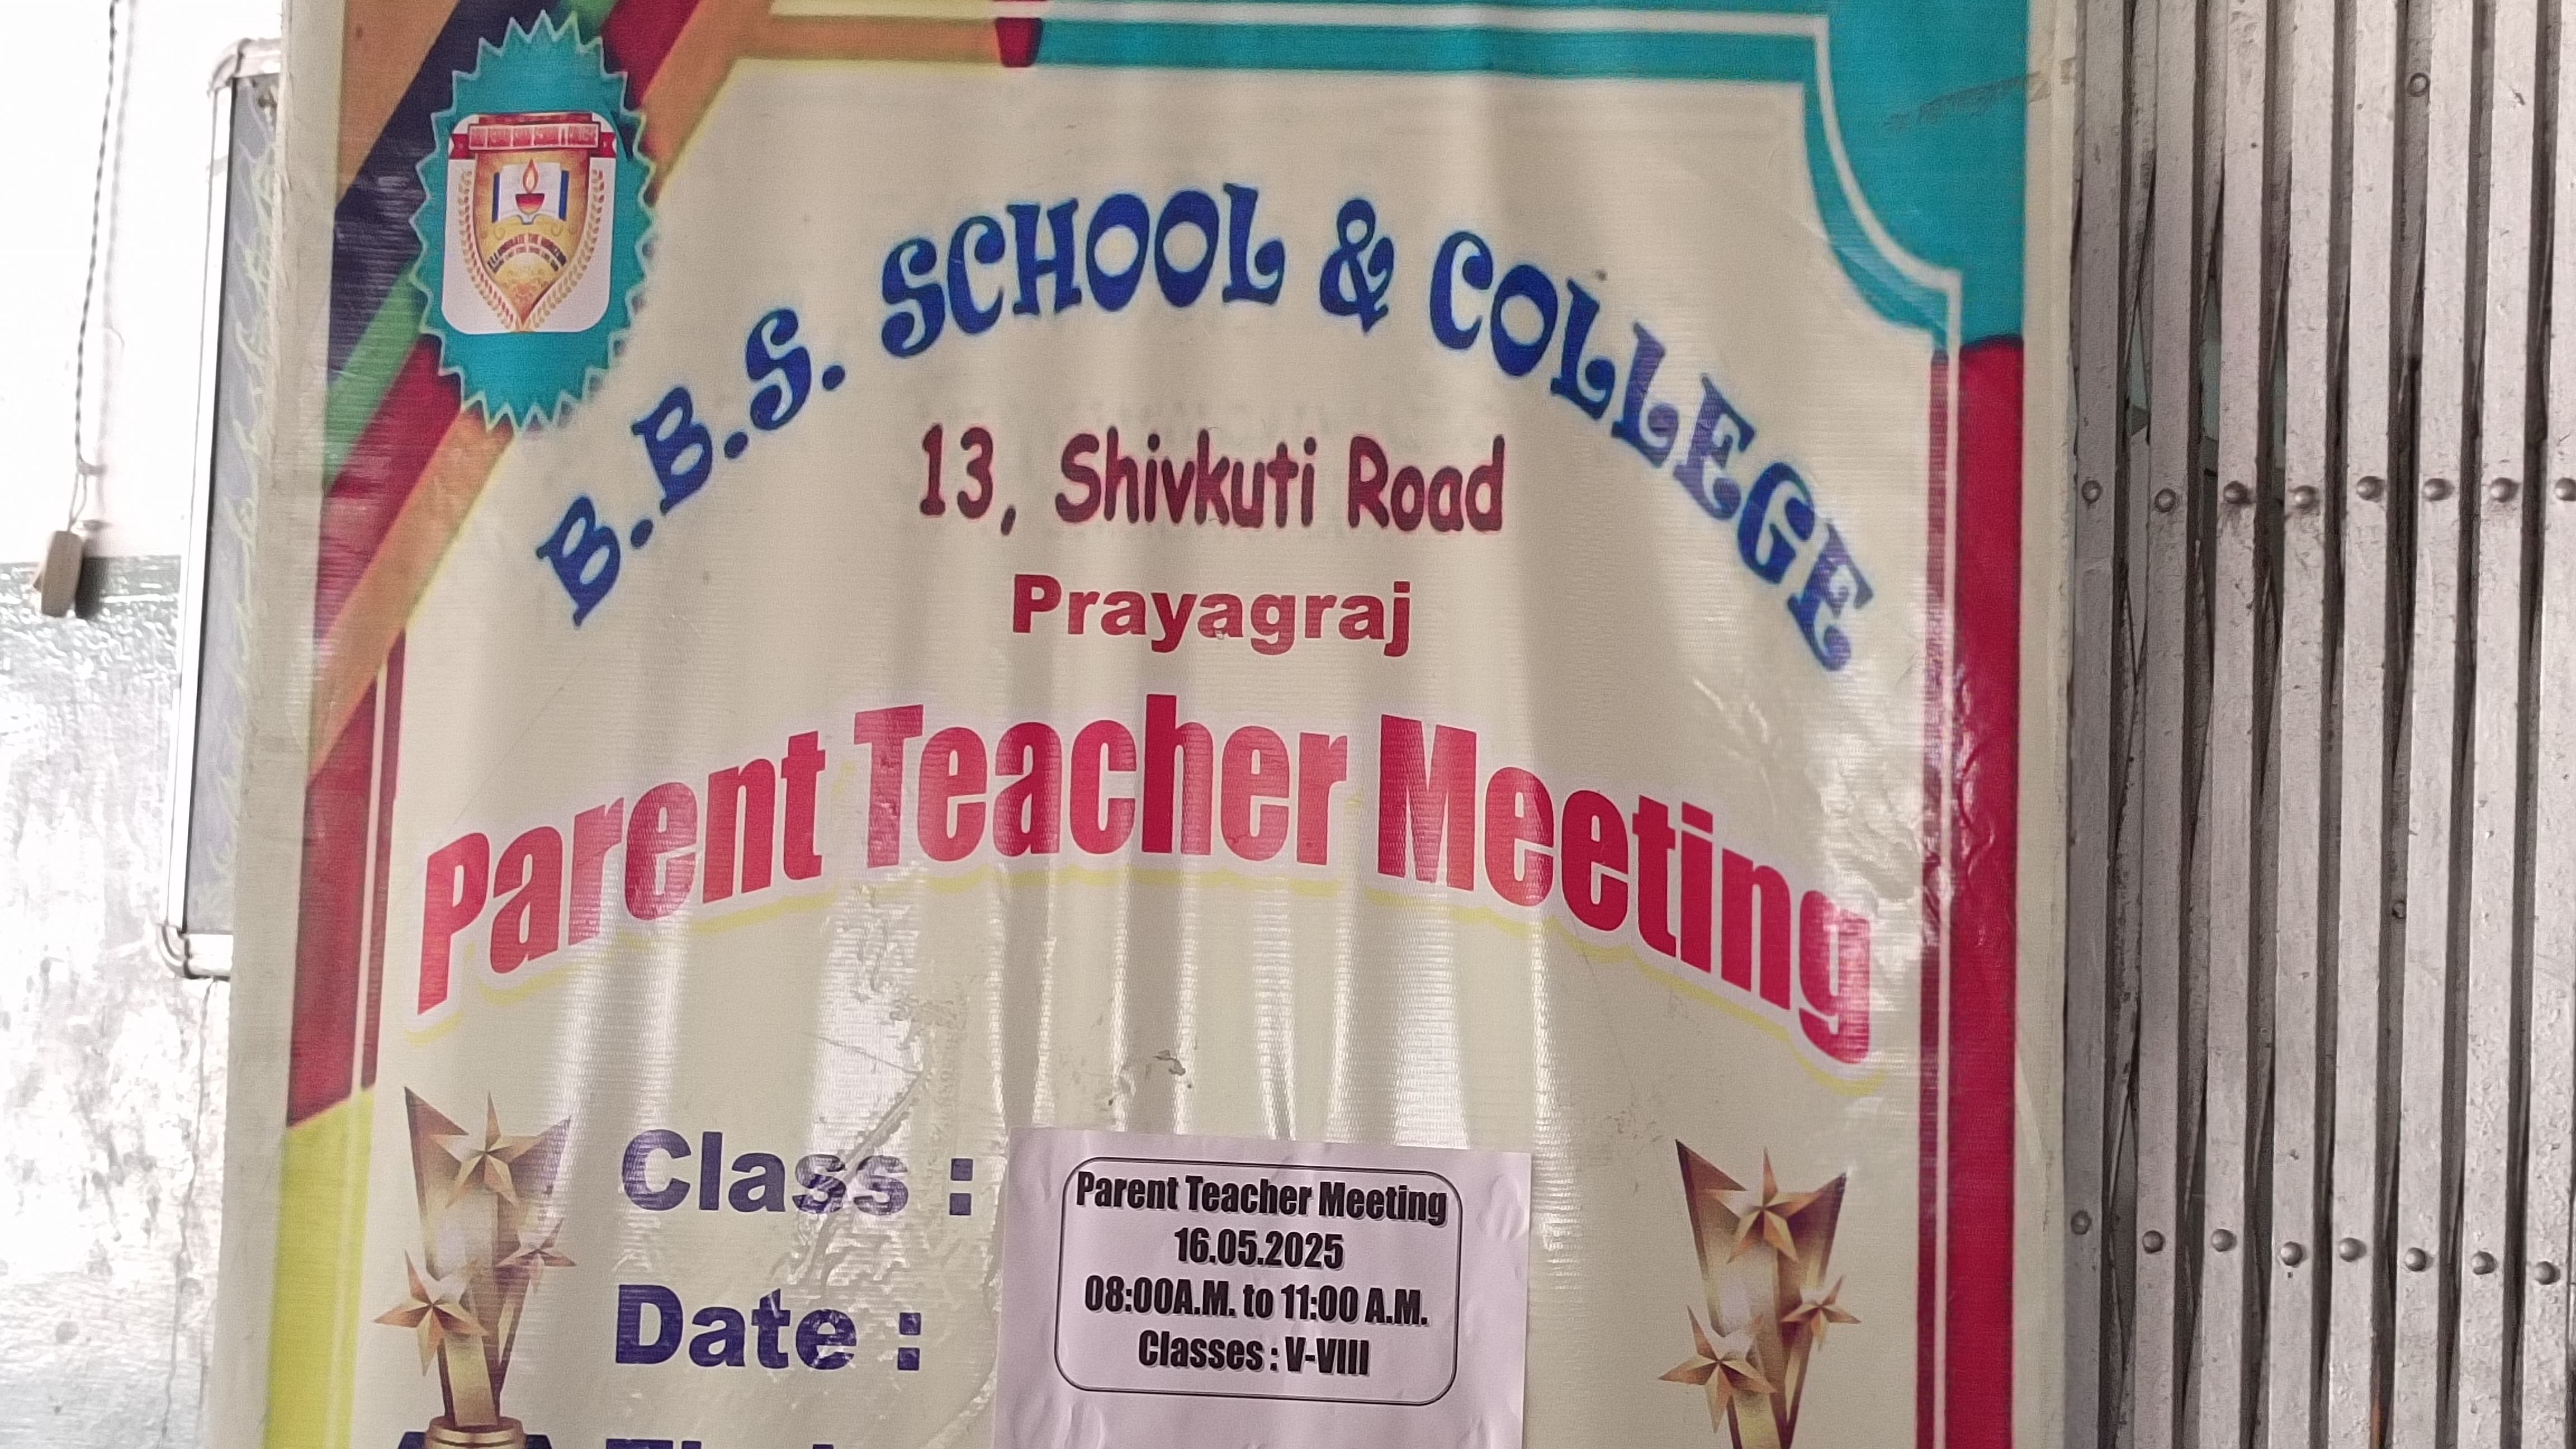 B.B.S. SCHOOL & COLLEGE
13, Shivkuti Road
Prayagraj
Parent Teacher Meeting
Class :
Parent Teacher Meeting
16.05.2025
08:00A.M. to 11:00 A.M.
Classes : V-VIII
Date :